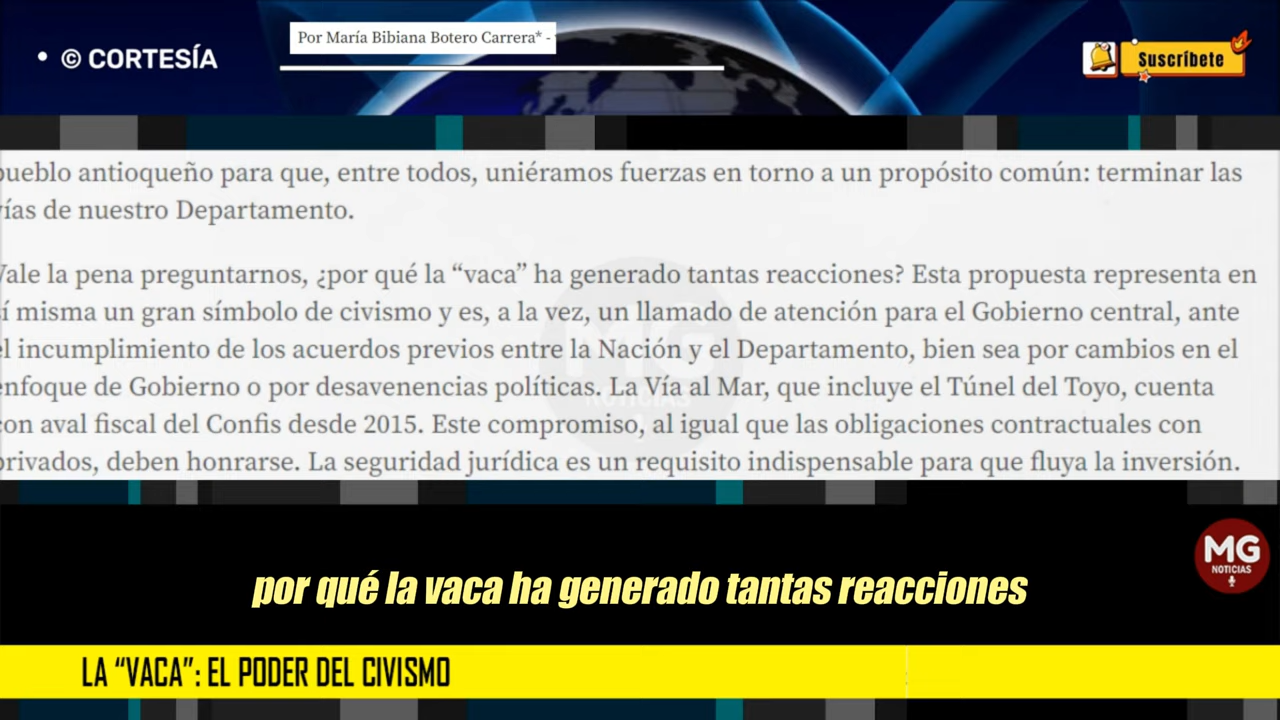 Por María Bibiana Botero Carrera* -
• © CORTESÍA
Suscríbete
pueblo antioqueño para que, entre todos, uniéramos fuerzas en torno a un propósito común: terminar las
vías de nuestro Departamento.
Vale la pena preguntarnos, ¿por qué la “vaca” ha generado tantas reacciones? Esta propuesta representa en
sí misma un gran símbolo de civismo y es, a la vez, un llamado de atención para el Gobierno central, ante
el incumplimiento de los acuerdos previos entre la Nación y el Departamento, bien sea por cambios en el
enfoque de Gobierno o por desavenencias políticas. La Vía al Mar, que incluye el Túnel del Toyo, cuenta
con aval fiscal del Confis desde 2015. Este compromiso, al igual que las obligaciones contractuales con
privados, deben honrarse. La seguridad jurídica es un requisito indispensable para que fluya la inversión.
MG
NOTICIAS
MG
NOTICIAS
por qué la vaca ha generado tantas reacciones
LA “VACA”: EL PODER DEL CIVISMO